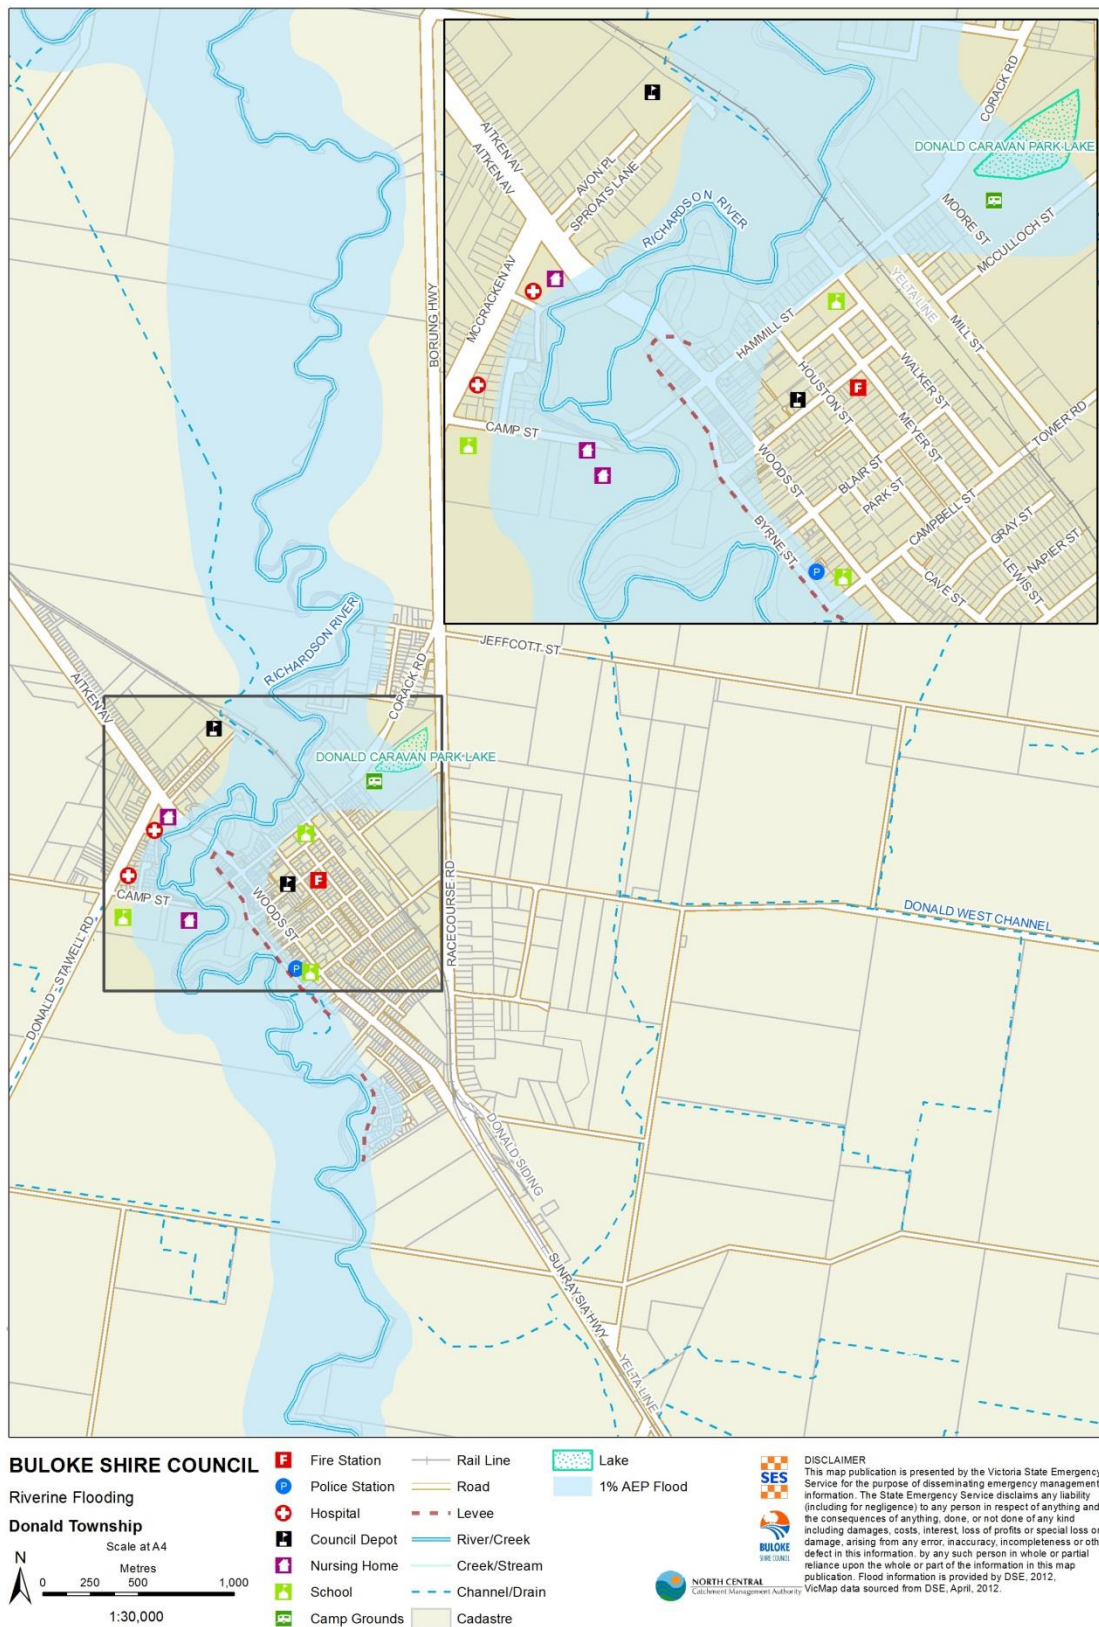 AITKEN AV
AITKEN AV
AVON PL
SPROATS LANE
RICHARDSON RIVER
MCCRACKEN AV
CAMP ST
CORACK RD
DONALD CARAVAN PARK LAKE
MOORE ST
MCCULLOCH ST
YELTA LINE
MILL ST
HAMMILL ST
HOUSTON ST
WALKER ST
MEYER ST
TOWER RD
WOODS ST
BLAIR ST
PARK ST
CAMPBELL ST
GRAY ST
NAPIER ST
LEWIS ST
CAVE ST
BYRNE ST
P
F
BORUNG HWY
RICHARDSON RIVER
JEFFCOTT ST
CORACK RD
AITKEN AV
DONALD CARAVAN PARK LAKE
CAMP ST
WOODS ST
F
P
DONALD - STAWELL RD
RACECOURSE RD
DONALD WEST CHANNEL
DONALD SIDING
SUNRAYSIA HWY
YELTA LINE
BULOKE SHIRE COUNCIL
Riverine Flooding
Donald Township
Scale at A4
N
Metres
0 250 500 1,000
1:30,000
F Fire Station
P Police Station
Hospital
Council Depot
Nursing Home
School
Camp Grounds
Rail Line
Road
Levee
River/Creek
Creek/Stream
Channel/Drain
Cadastre
Lake
1% AEP Flood
SES
BULOKE
SHIRE COUNCIL
NORTH CENTRAL
Catchment Management Authority
DISCLAIMER
This map publication is presented by the Victoria State Emergency
Service for the purpose of disseminating emergency management
information. The State Emergency Service disclaims any liability
(including for negligence) to any person in respect of anything and
the consequences of anything, done, or not done of any kind
including damages, costs, interest, loss of profits or special loss or
damage, arising from any error, inaccuracy, incompleteness or oth
defect in this information. by any such person in whole or partial
reliance upon the whole or part of the information in this map
publication. Flood information is provided by DSE, 2012,
VicMap data sourced from DSE, April, 2012.